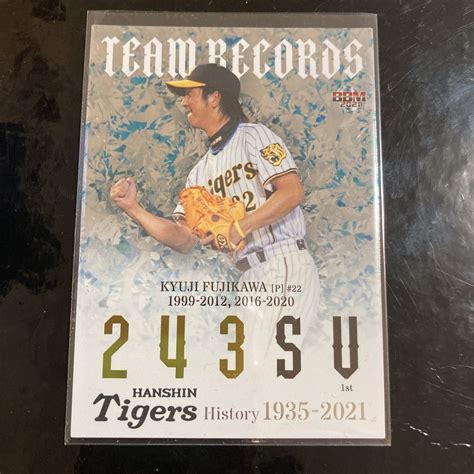 TEAM RECORDS
BBM
2021
Tigers
22
KYUJI FUJIKAWA [P] #22
1999-2012, 2016-2020
243SV
1st
HANSHIN
Tigers History 1935-2021